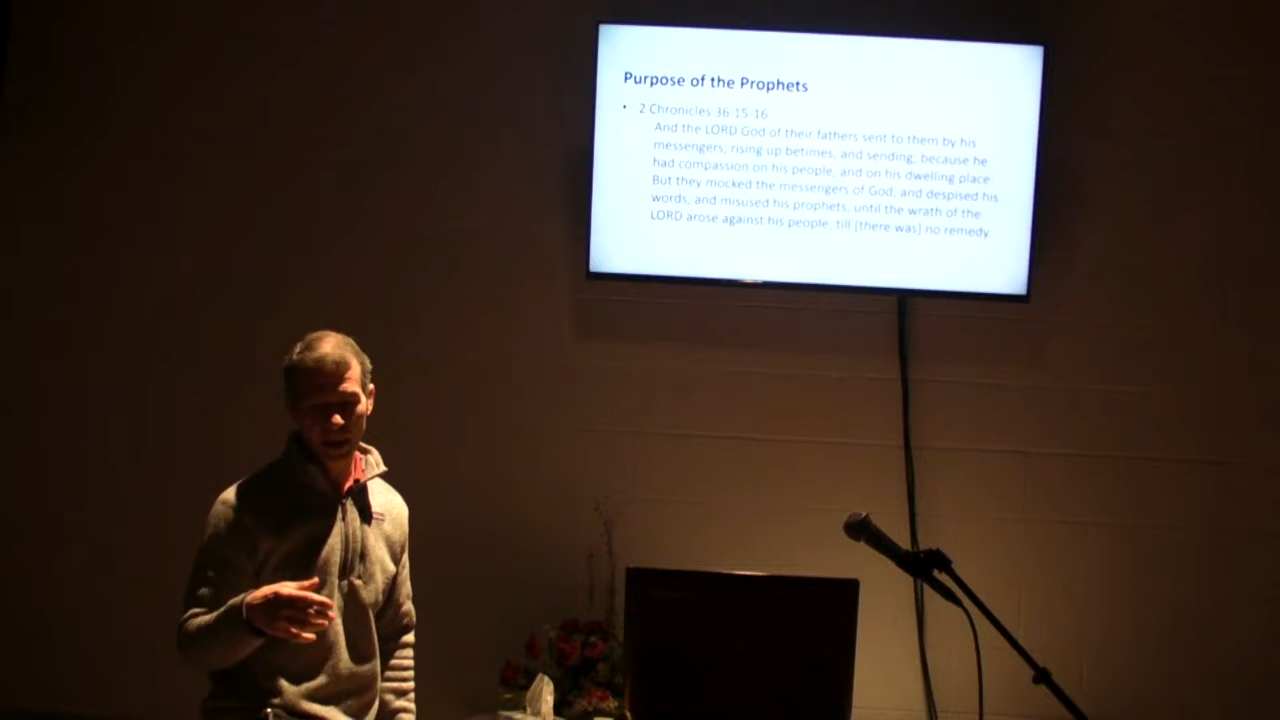 Purpose of the Prophets
• 2 Chronicles 36:15-16
And the LORD God of their fathers sent to them by his
messengers, rising up betimes, and sending; because he
had compassion on his people, and on his dwelling place:
But they mocked the messengers of God, and despised his
words, and misused his prophets, until the wrath of the
LORD arose against his people, till [there was] no remedy.